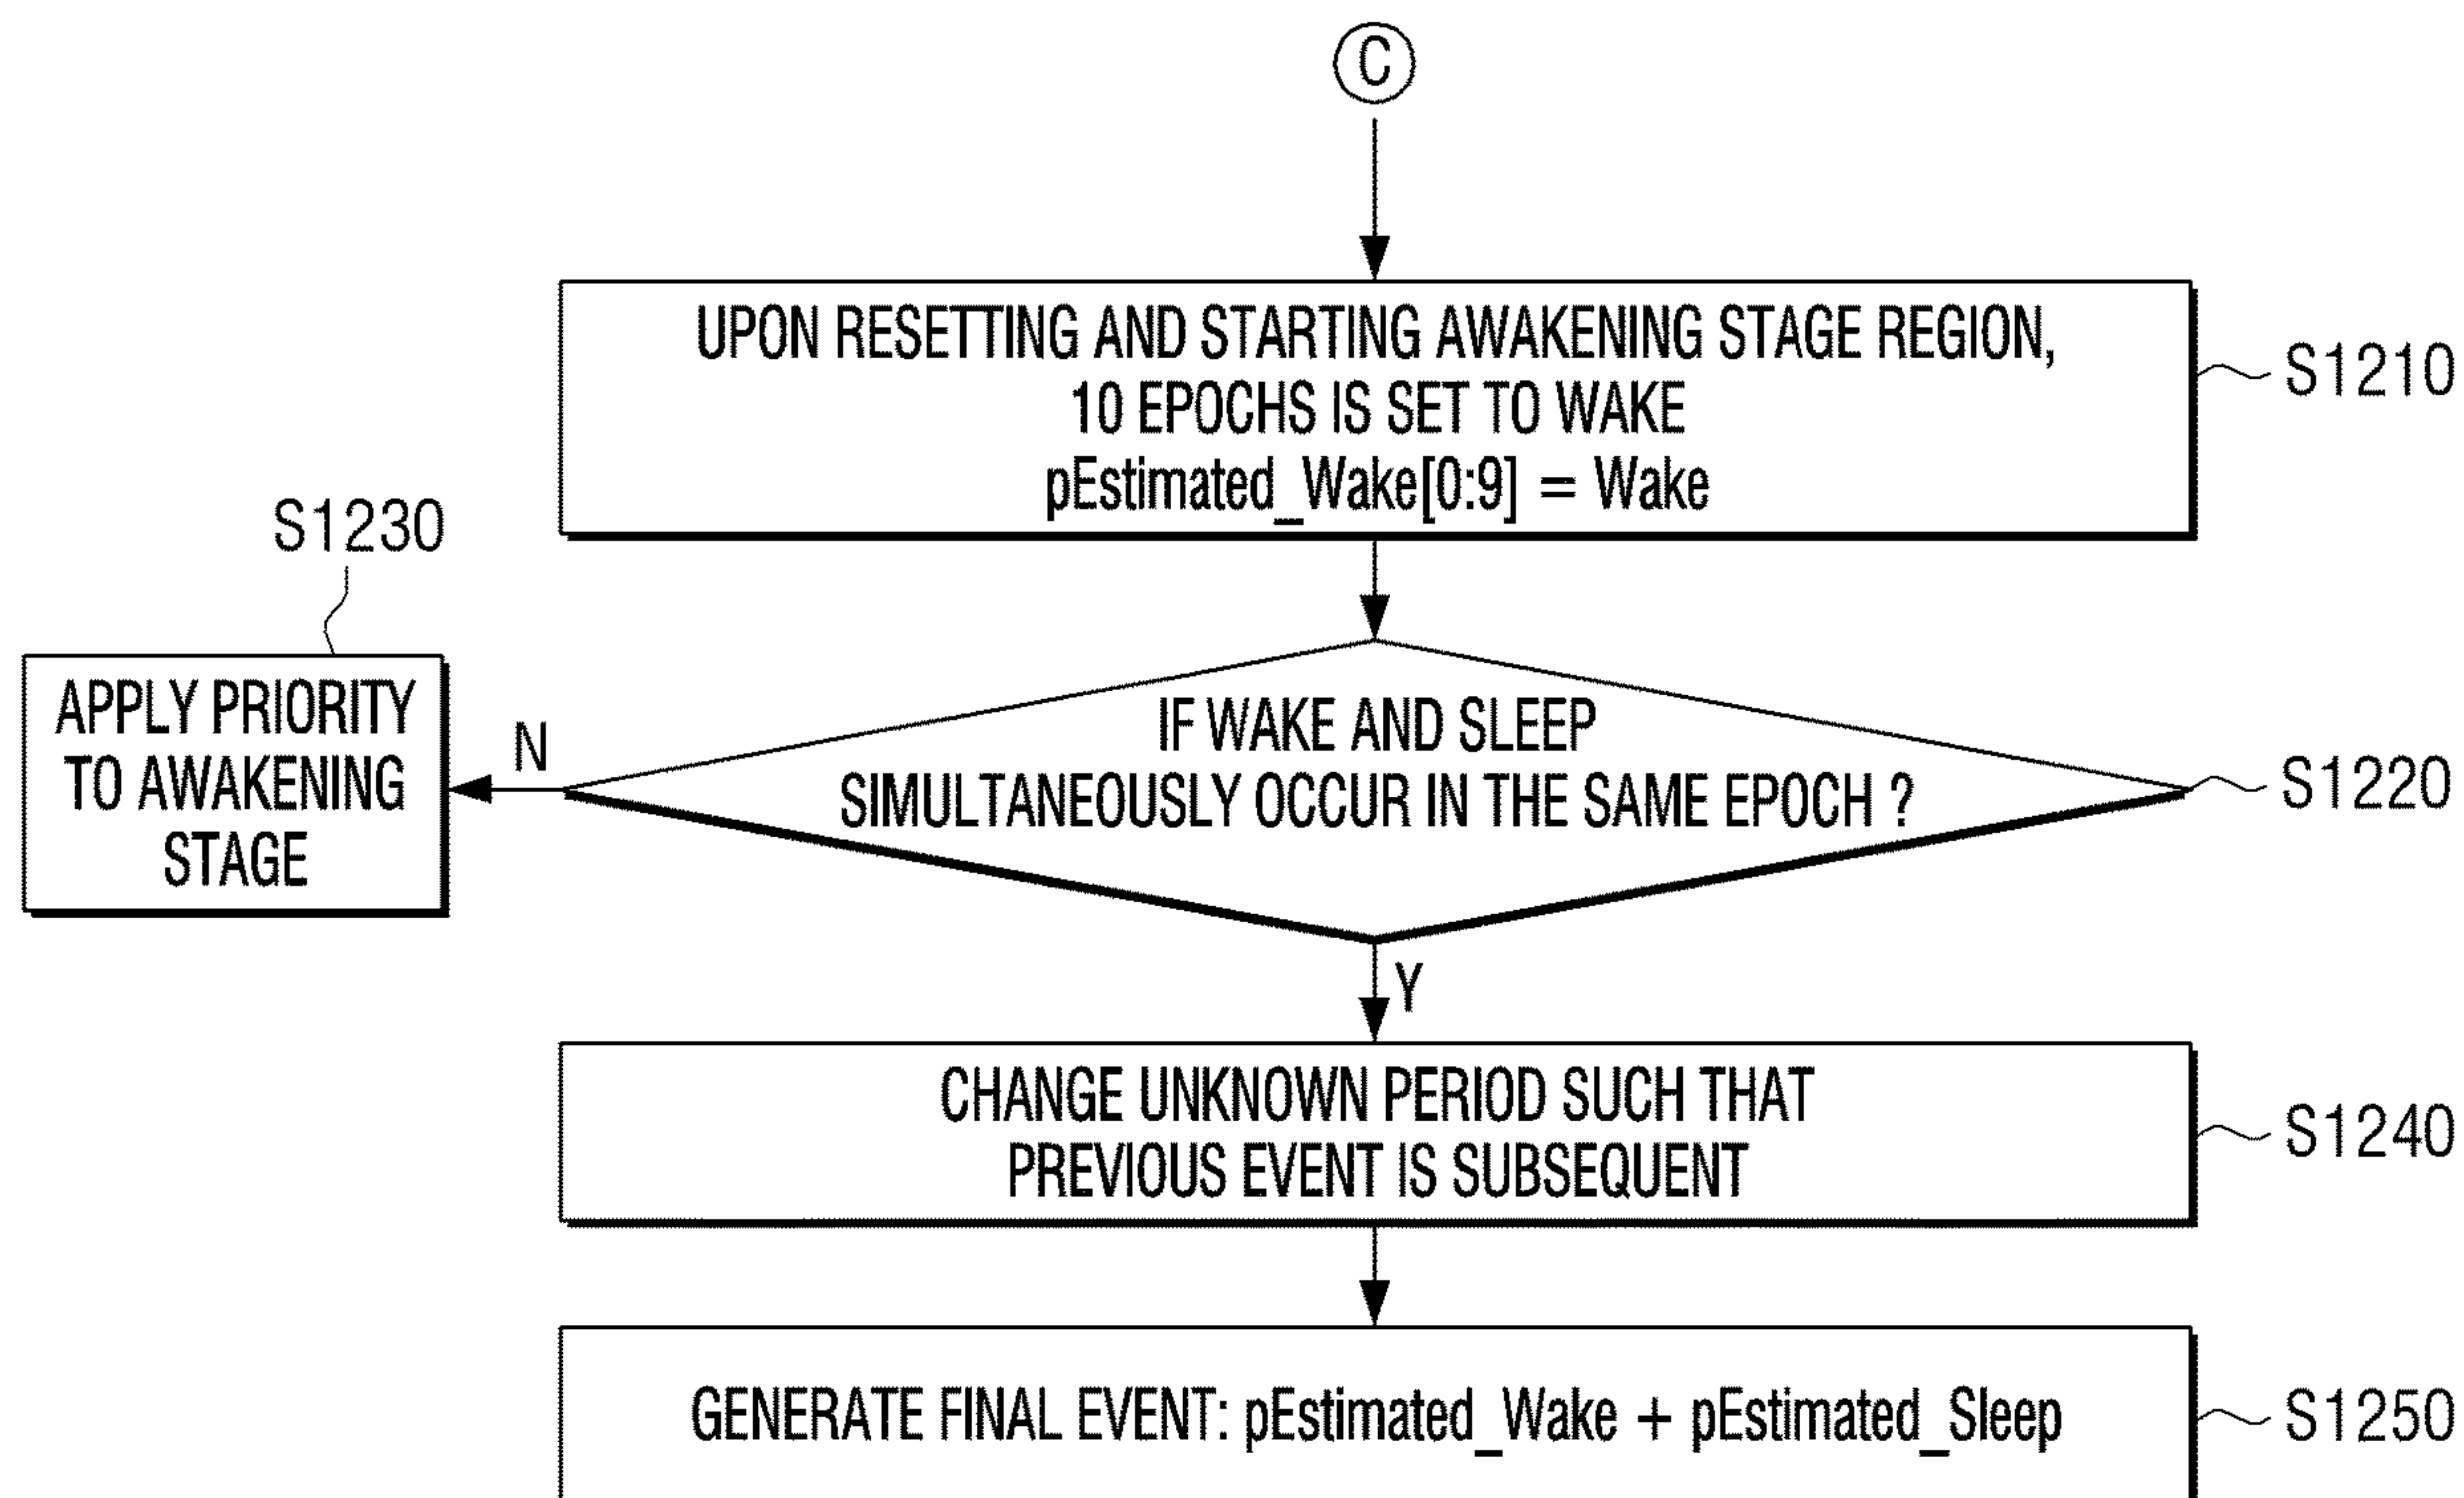 C
UPON RESETTING AND STARTING AWAKENING STAGE REGION,
10 EPOCHS IS SET TO WAKE
pEstimated_Wake[0:9] = Wake
S1210
S1230
APPLY PRIORITY
TO AWAKENING
STAGE
N
IF WAKE AND SLEEP
SIMULTANEOUSLY OCCUR IN THE SAME EPOCH ?
S1220
Y
CHANGE UNKNOWN PERIOD SUCH THAT
PREVIOUS EVENT IS SUBSEQUENT
S1240
GENERATE FINAL EVENT: pEstimated_Wake + pEstimated_Sleep
S1250